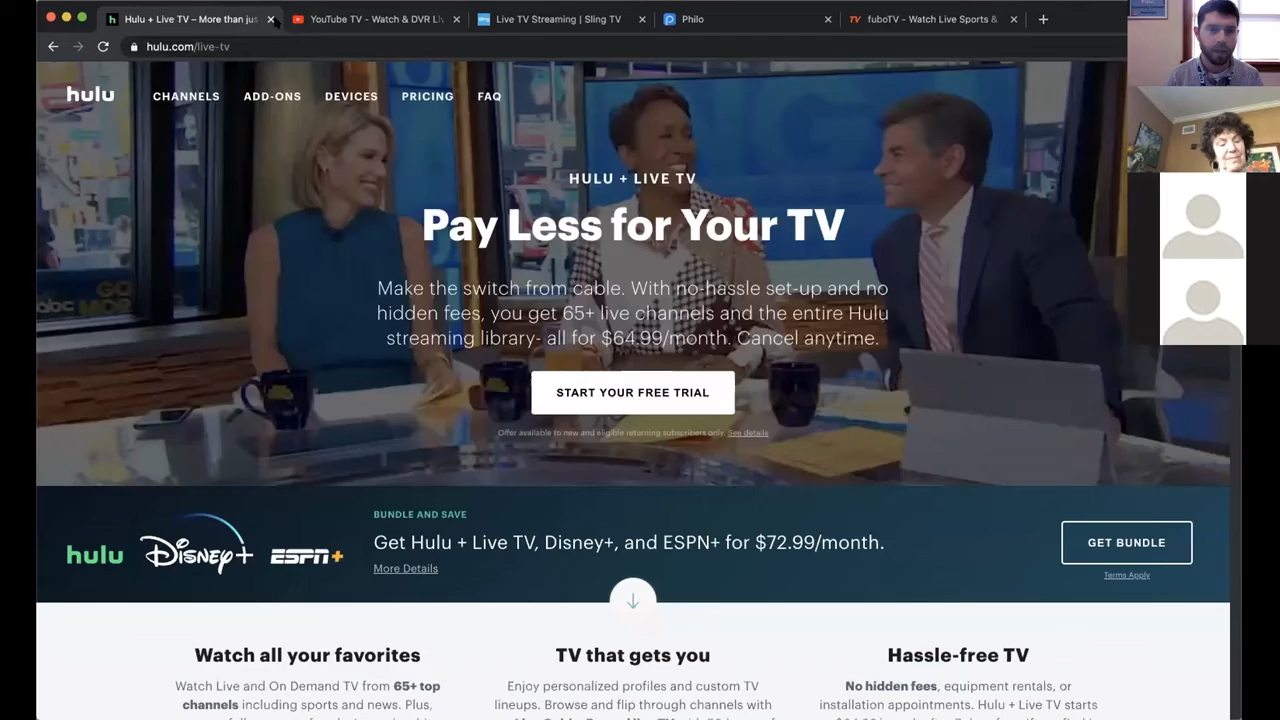 Hulu + Live TV – More than jus
YouTube TV - Watch & DVR Li
sling
Live TV Streaming | Sling TV
Philo
fuboTV - Watch Live Sports &
hulu.com/live-tv
hulu
CHANNELS
ADD-ONS
DEVICES
PRICING
FAQ
HULU + LIVE TV
Pay Less for Your TV
Make the switch from cable. With no-hassle set-up and no
hidden fees, you get 65+ live channels and the entire Hulu
streaming library- all for $64.99/month. Cancel anytime.
START YOUR FREE TRIAL
Offer available to new and eligible returning subscribers only. See details
abc
BUNDLE AND SAVE
hulu
Disney+
ESPN+
Get Hulu + Live TV, Disney+, and ESPN+ for $72.99/month.
More Details
GET BUNDLE
Terms Apply
Watch all your favorites
Watch Live and On Demand TV from 65+ top
channels including sports and news. Plus,
TV that gets you
Enjoy personalized profiles and custom TV
lineups. Browse and flip through channels with
Hassle-free TV
No hidden fees, equipment rentals, or
installation appointments. Hulu + Live TV starts